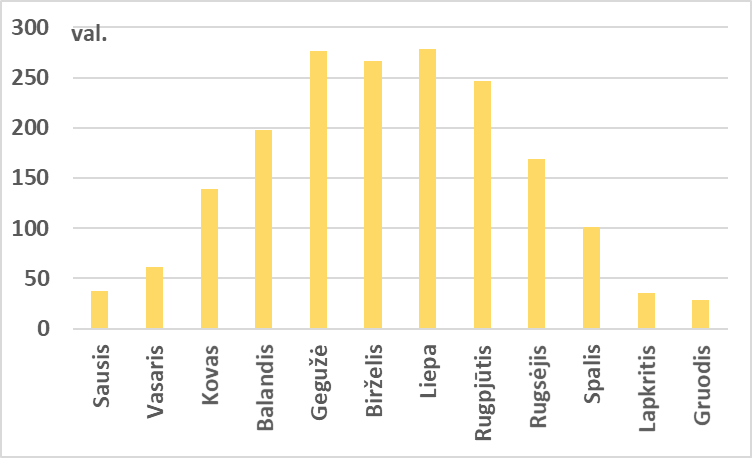 300
val.
250
200
150
100
50
0
Sausis
Vasaris
Kovas
Balandis
Gegužė
Birželis
Liepa
Rugpjūtis
Rugsėjis
Spalis
Lapkritis
Gruodis